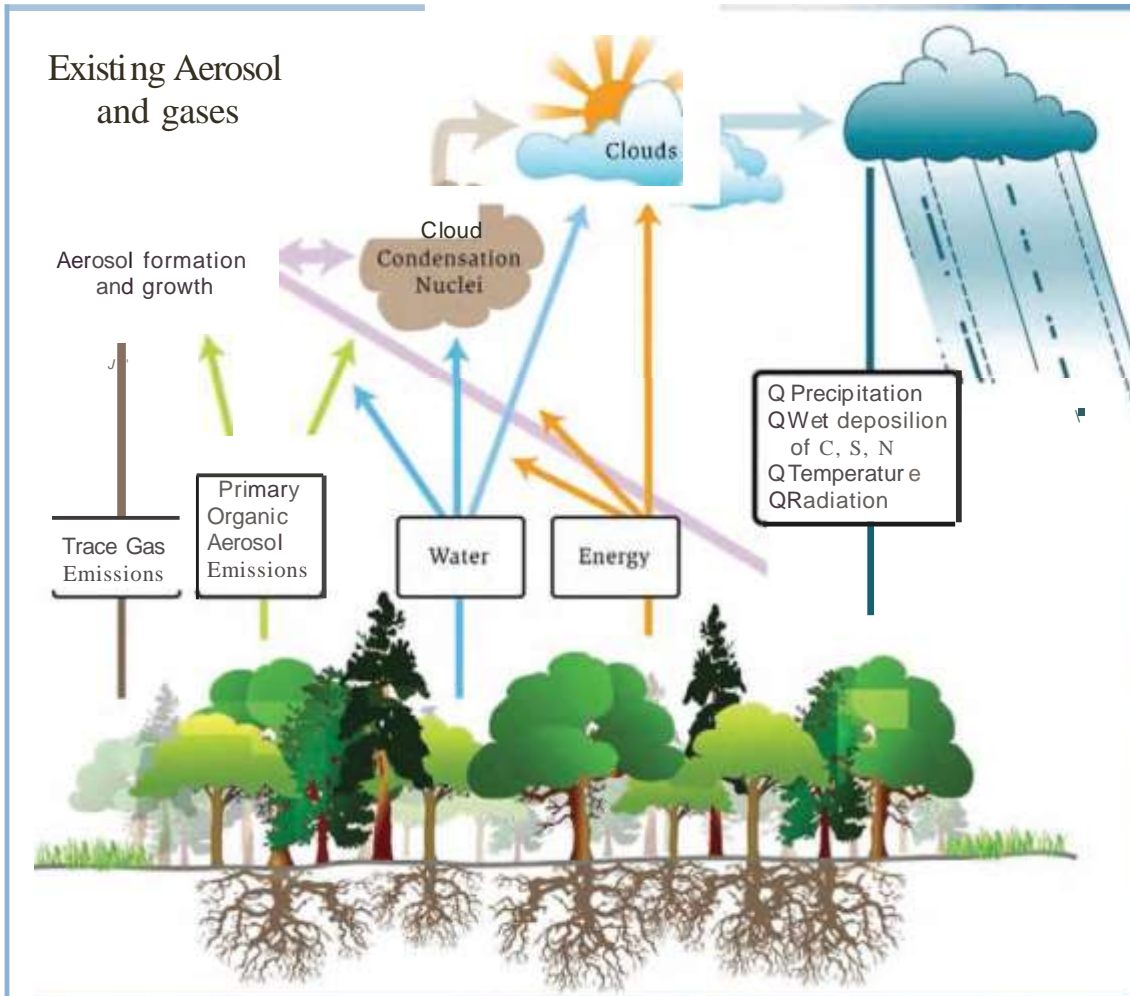 Existing Aerosol
and gases
Clouds
Cloud
Condensation
Nuclei
Aerosol formation
and growth
Q Precipitation
QWet deposilion
of C, S, N
QTemperature
QRadiation
Primary
Organic
Aerosol
Emissions
Trace Gas
Emissions
Water
Energy